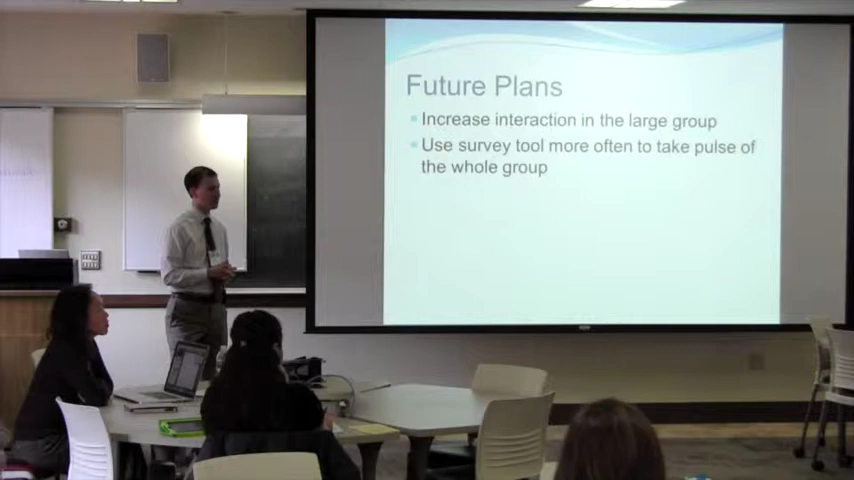 Future Plans
Increase interaction in the large group
Use survey tool more often to take pulse of
the whole group